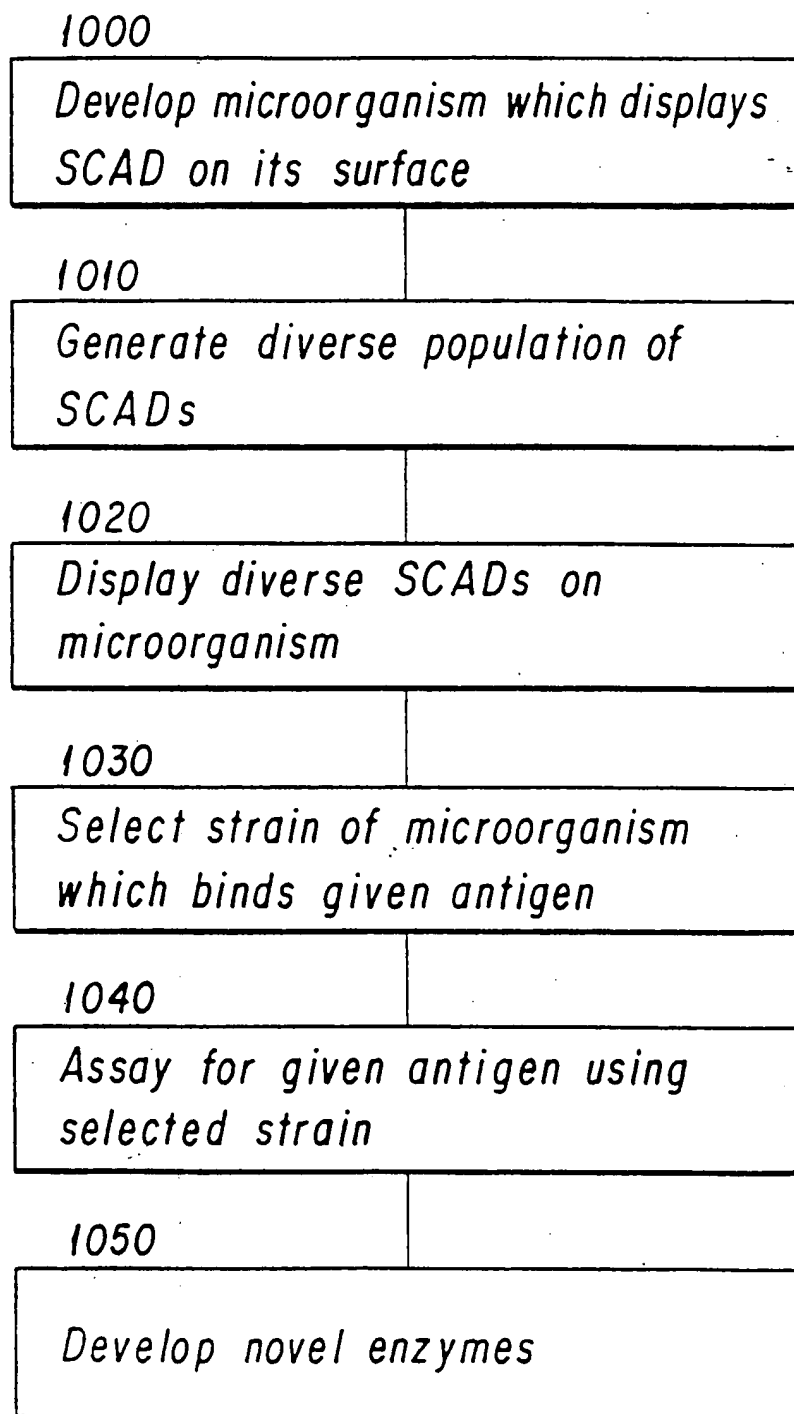 1000
Develop microorganism which displays
SCAD on its surface
1010
Generate diverse population of
SCADs
1020
Display diverse SCADs on
microorganism
1030
Select strain of microorganism
which binds given antigen
1040
Assay for given antigen using
selected strain
1050
Develop novel enzymes